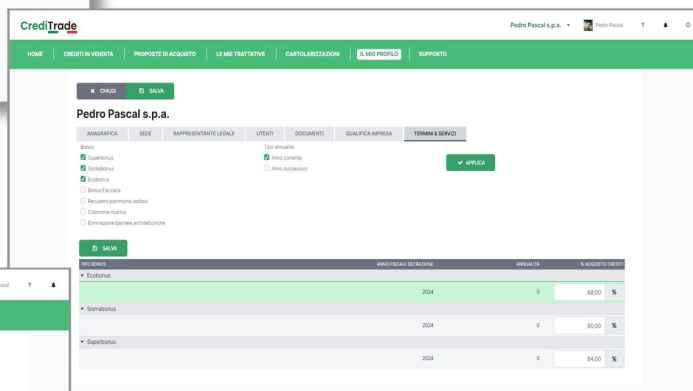 CrediTrade
Pedro Pascal s.p.a.
Pedro Pascal
?
HOME
CREDITI IN VENDITA
PROPOSTE DI ACQUISTO
LE MIE TRATTATIVE
CARTOLARIZZAZIONI
IL MIO PROFILO
SUPPORTO
X CHIUDI
SALVA
Pedro Pascal s.p.a.
ANAGRAFICA
SEDE
RAPPRESENTANTE LEGALE
UTENTI
DOCUMENTI
QUALIFICA IMPRESA
TERMINI & SERVIZI
Bonus
Tipo annualità
Superbonus
Anno corrente
Sismabonus
Anno successivo
APPLICA
Ecobonus
Bonus Facciata
Recupero patrimonio edilizio
Colonnine ricarica
Eliminazione barriere architettoniche
SALVA
TIPO BONUS
ANNO FISCALE DETRAZIONE
ANNUALITÀ
% ACQUISTO CREDITI
Ecobonus
2024 0 88,00 %
Sismabonus
2024 0 90,00 %
Superbonus
2024 0 84,00 %
?